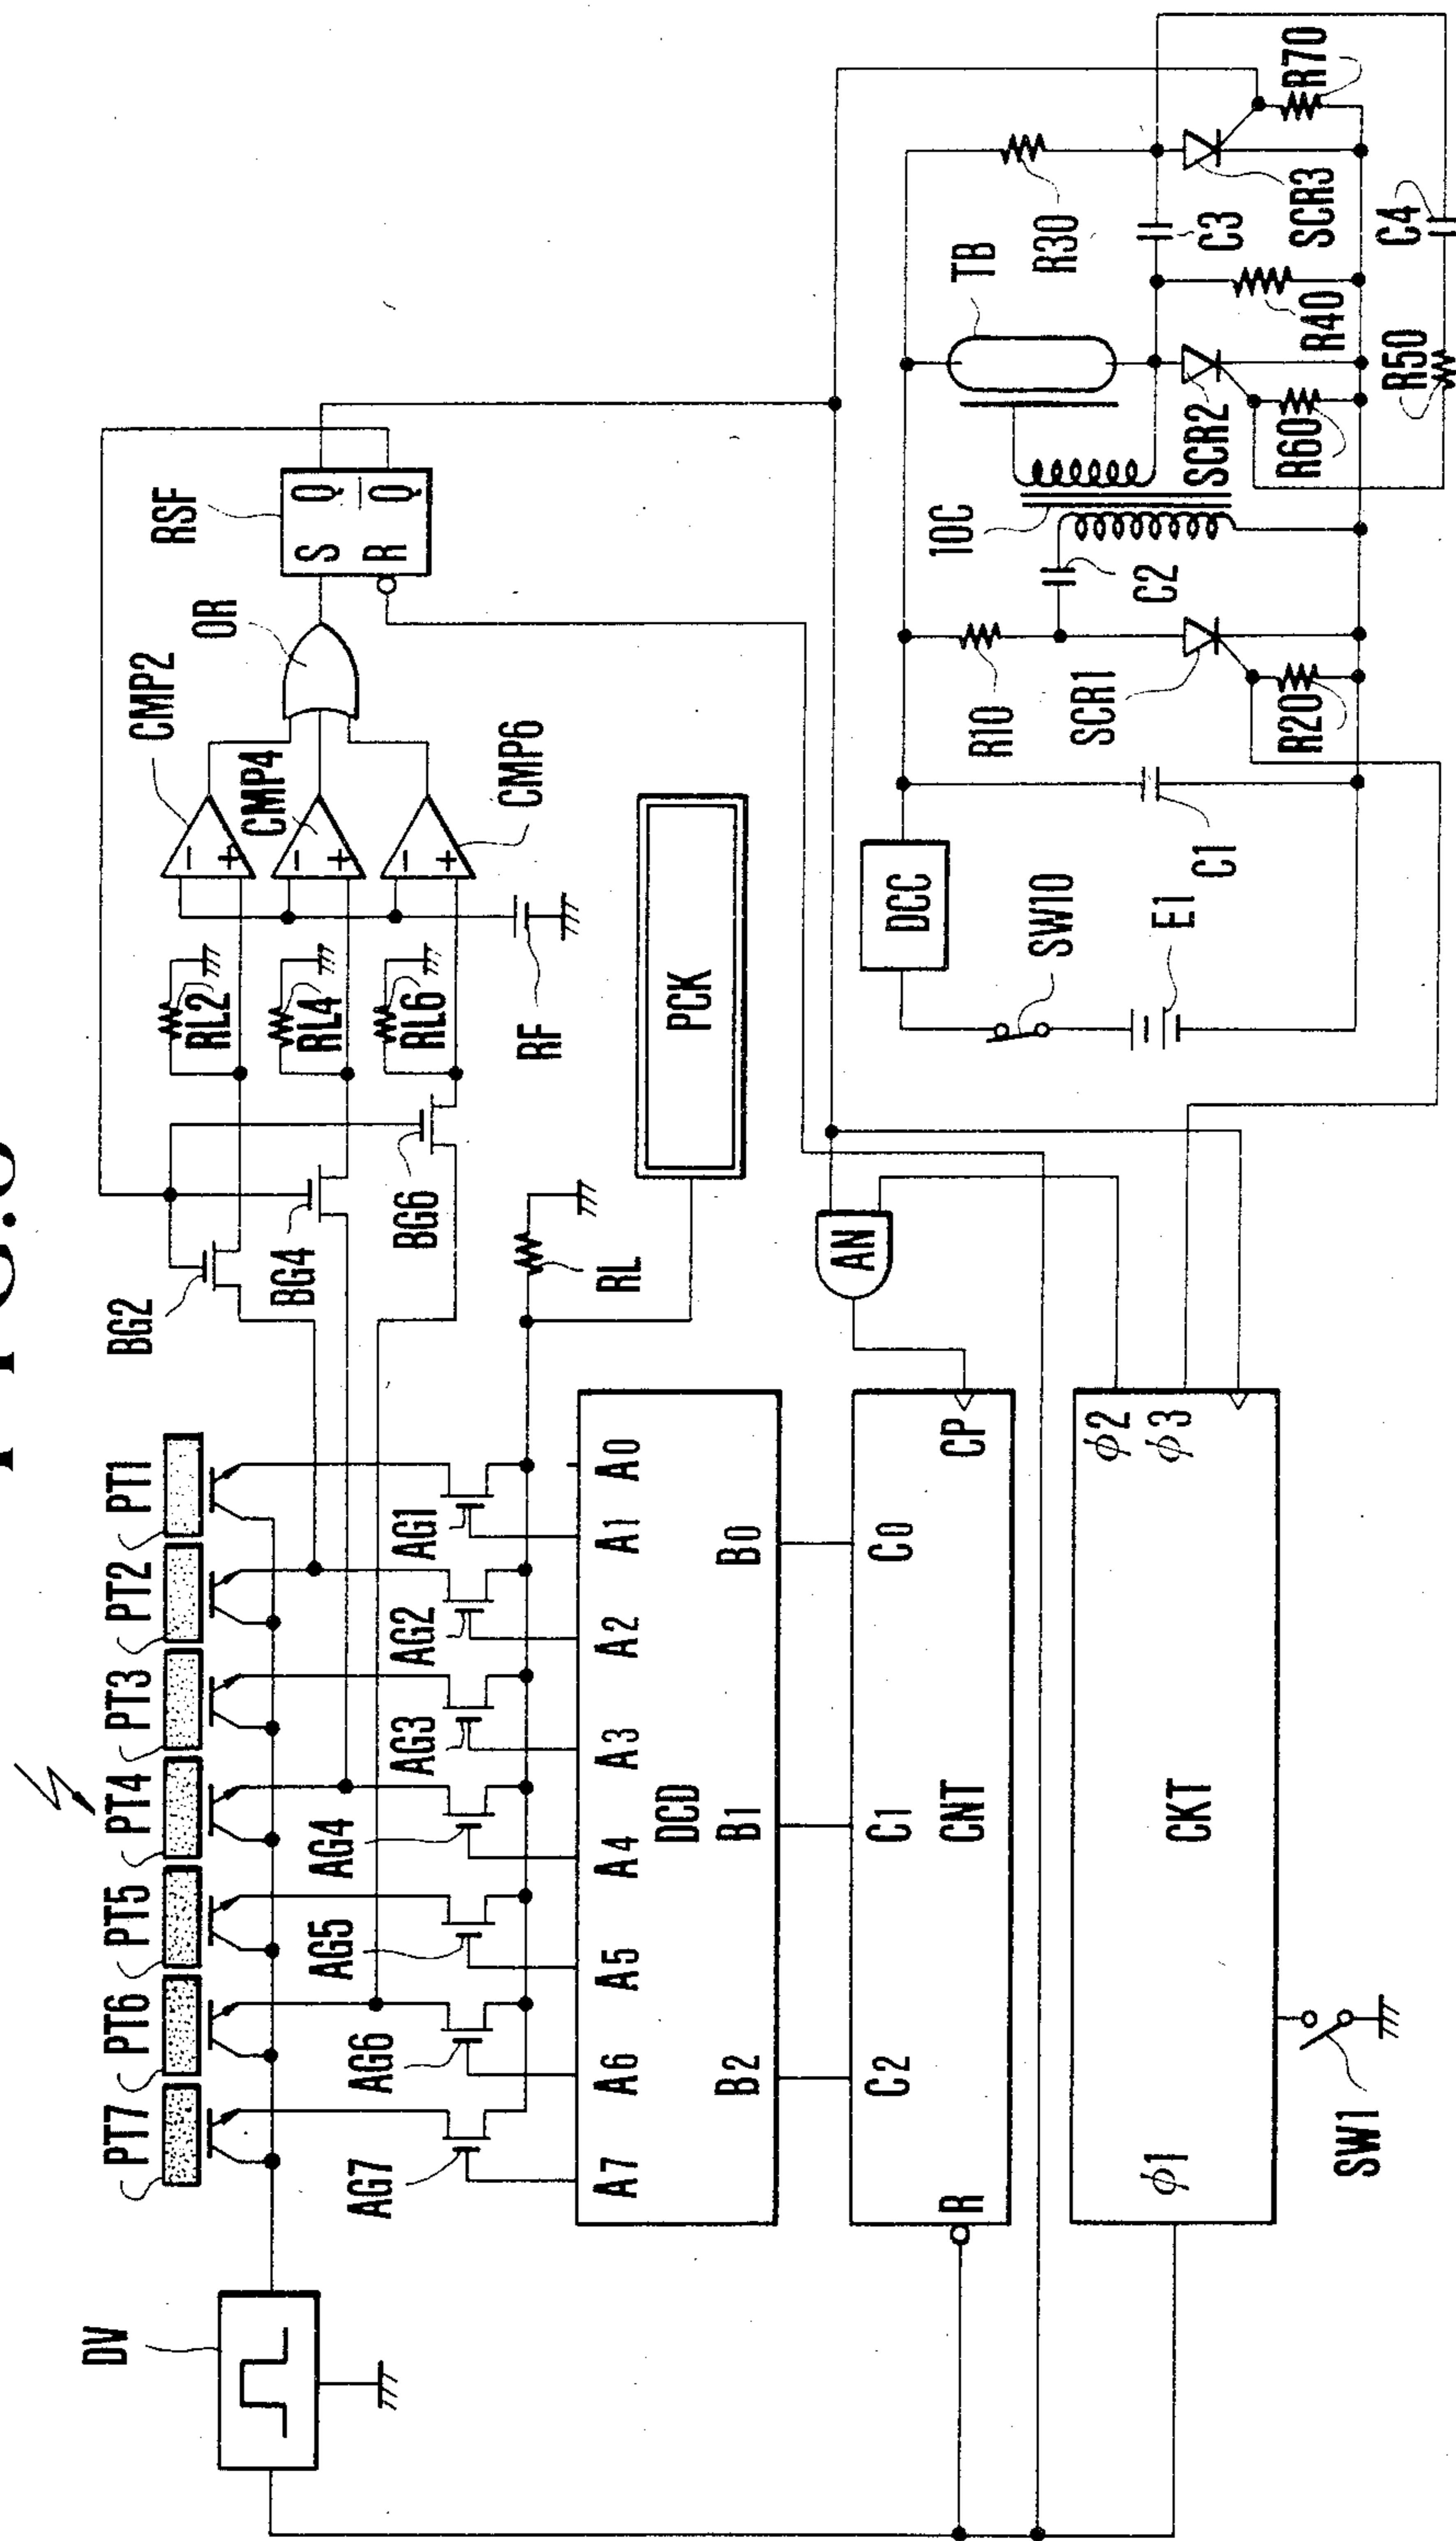 FIG.8
DV
PT7
PT6
PT5
PT4
PT3
PT2
PT1
AG7
AG6
AG5
AG4
AG3
AG2
AG1
BG2
BG4
BG6
RL2
RL4
RL6
CMP2
CMP4
CMP6
- +
- +
- +
OR
RSF
S Q
R Q̅
RF
RL
PCK
A7 A6 A5 A4 A3 A2 A1 A0
DCD
B2 B1 B0
C2 C1 C0
R CNT CP
AN
φ1 CKT φ2
φ3
SW1
DCC
SW10
E1
C1
R10
SCR1
R20
C2
10C
TB
SCR2
R60
R30
C3
R40
R50
SCR3
C4
R70